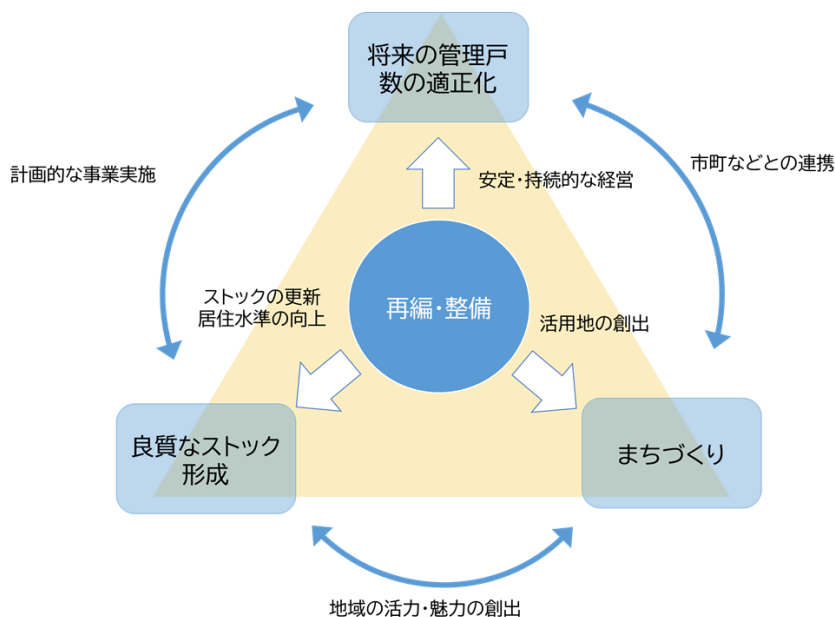 将来の管理戸
数の適正化
計画的な事業実施
市町などとの連携
安定・持続的な経営
ストックの更新
居住水準の向上
再編・整備
活用地の創出
良質なストック
形成
まちづくり
地域の活力・魅力の創出